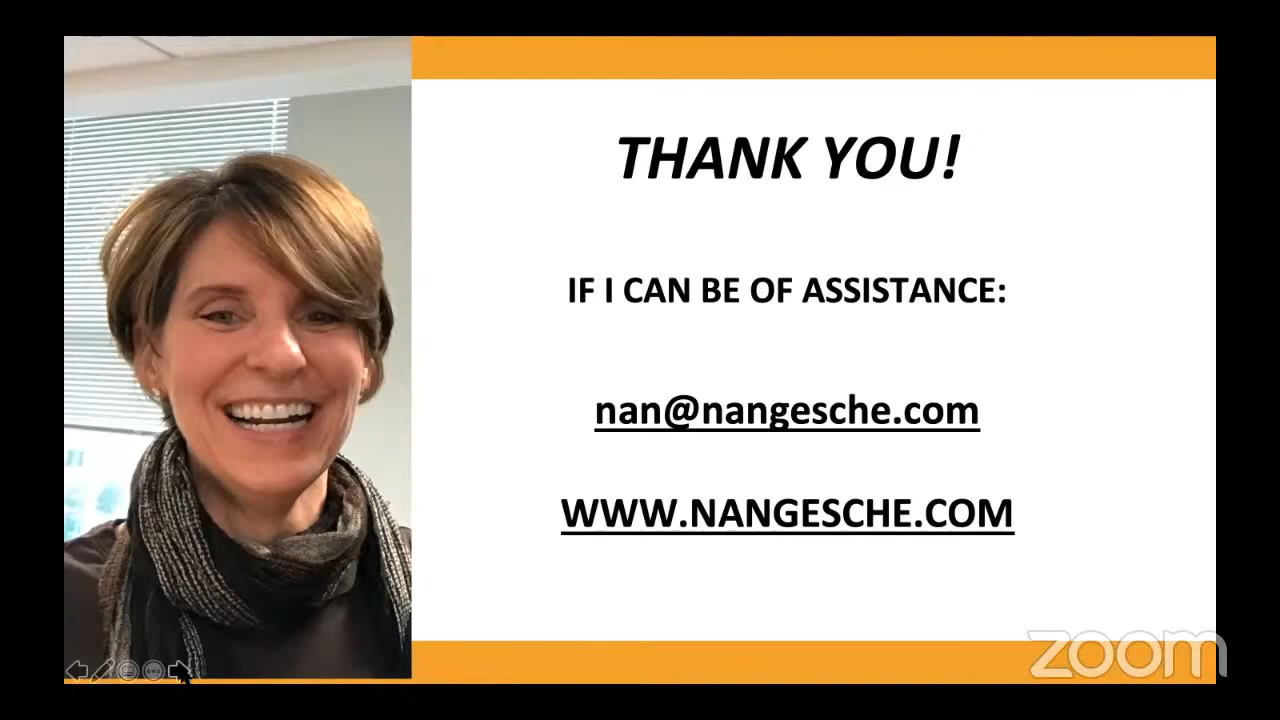 THANK YOU!
IF I CAN BE OF ASSISTANCE:
nan@nangesche.com
WWW.NANGESCHE.COM
zoom